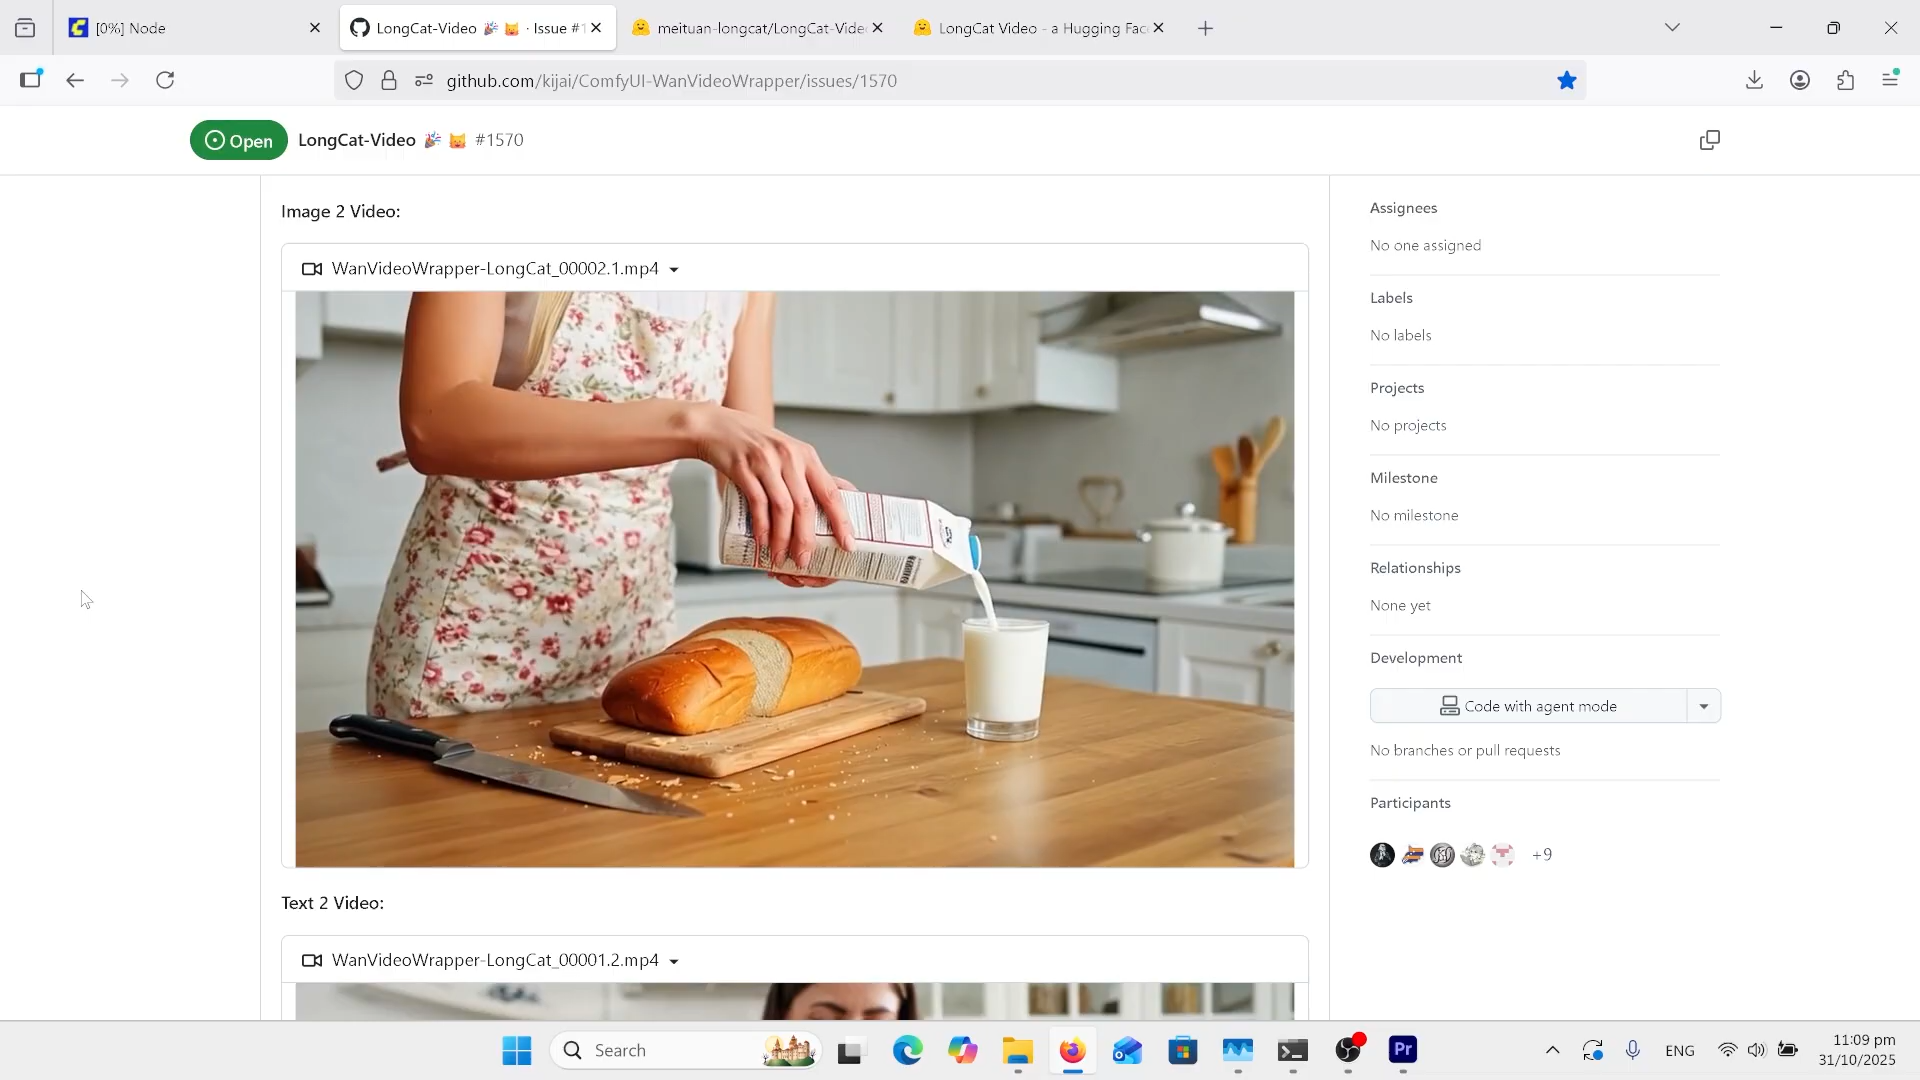 [0%] Node
LongCat-Video 🎉 😺 · Issue #1
meituan-longcat/LongCat-Vide
LongCat Video - a Hugging Fac
github.com/kijai/ComfyUI-WanVideoWrapper/issues/1570
Open
LongCat-Video 🎉 😺 #1570
Image 2 Video:
WanVideoWrapper-LongCat_00002.1.mp4
Text 2 Video:
WanVideoWrapper-LongCat_00001.2.mp4
Assignees
No one assigned
Labels
No labels
Projects
No projects
Milestone
No milestone
Relationships
None yet
Development
Code with agent mode
No branches or pull requests
Participants
+9
Search
Pr
ENG
11:09 pm
31/10/2025